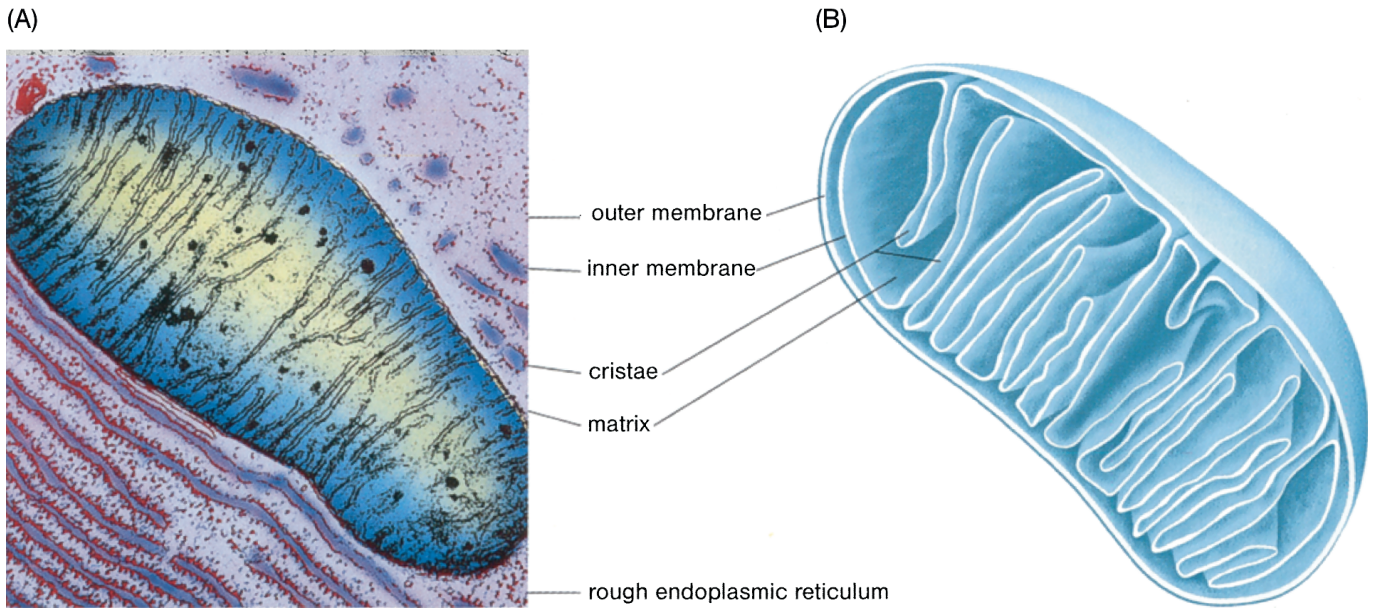 (A)
(B)
outer membrane
inner membrane
cristae
matrix
rough endoplasmic reticulum